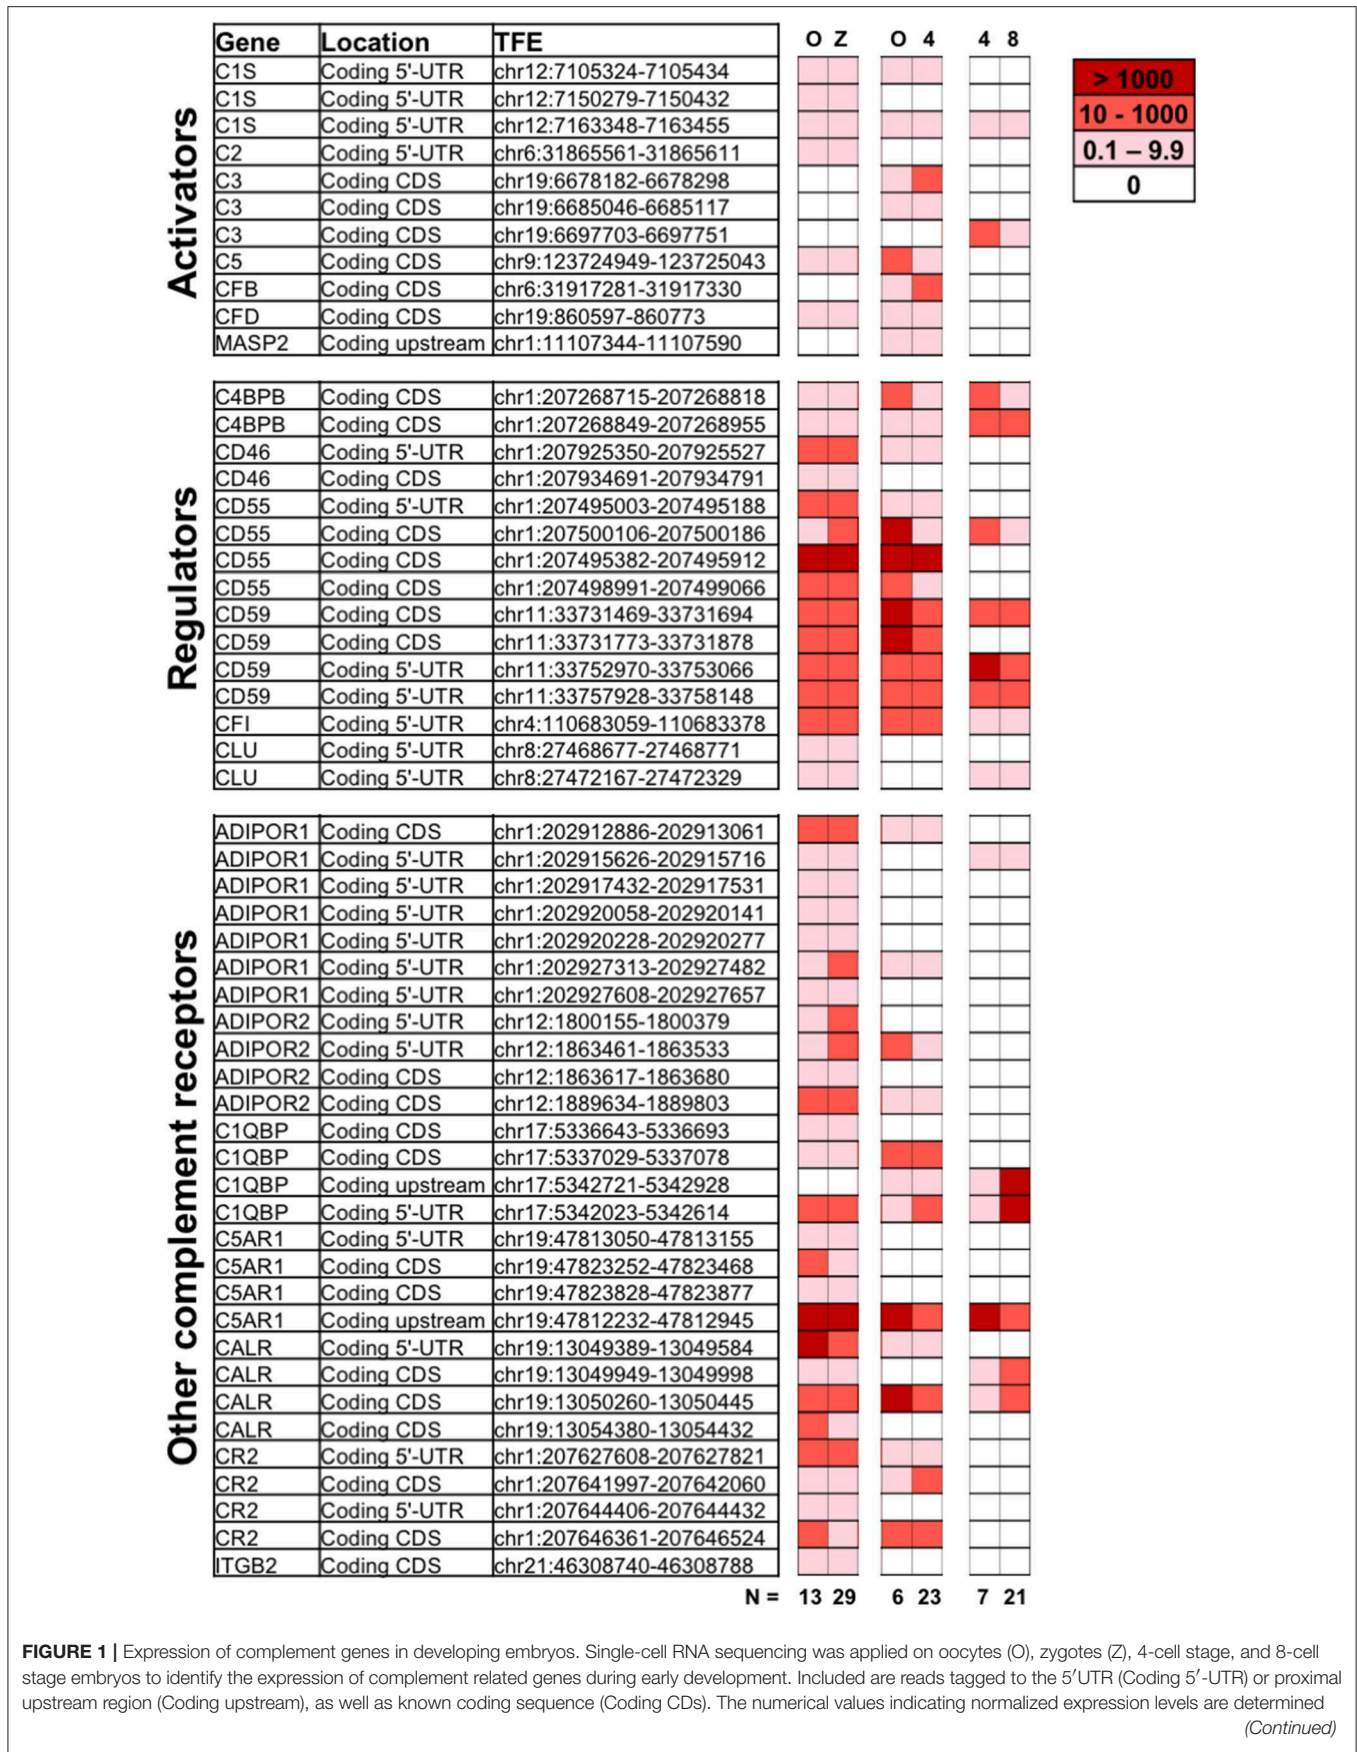 Gene Location TFE O Z O 4 4 8
> 1000
10 - 1000
0.1 – 9.9
0
Activators
C1S Coding 5'-UTR chr12:7105324-7105434
C1S Coding 5'-UTR chr12:7150279-7150432
C1S Coding 5'-UTR chr12:7163348-7163455
C2 Coding 5'-UTR chr6:31865561-31865611
C3 Coding CDS chr19:6678182-6678298
C3 Coding CDS chr19:6685046-6685117
C3 Coding CDS chr19:6697703-6697751
C5 Coding CDS chr9:123724949-123725043
CFB Coding CDS chr6:31917281-31917330
CFD Coding CDS chr19:860597-860773
MASP2 Coding upstream chr1:11107344-11107590
Regulators
C4BPB Coding CDS chr1:207268715-207268818
C4BPB Coding CDS chr1:207268849-207268955
CD46 Coding 5'-UTR chr1:207925350-207925527
CD46 Coding CDS chr1:207934691-207934791
CD55 Coding 5'-UTR chr1:207495003-207495188
CD55 Coding CDS chr1:207500106-207500186
CD55 Coding CDS chr1:207495382-207495912
CD55 Coding CDS chr1:207498991-207499066
CD59 Coding CDS chr11:33731469-33731694
CD59 Coding CDS chr11:33731773-33731878
CD59 Coding 5'-UTR chr11:33752970-33753066
CD59 Coding 5'-UTR chr11:33757928-33758148
CFI Coding 5'-UTR chr4:110683059-110683378
CLU Coding 5'-UTR chr8:27468677-27468771
CLU Coding 5'-UTR chr8:27472167-27472329
Other complement receptors
ADIPOR1 Coding CDS chr1:202912886-202913061
ADIPOR1 Coding 5'-UTR chr1:202915626-202915716
ADIPOR1 Coding 5'-UTR chr1:202917432-202917531
ADIPOR1 Coding 5'-UTR chr1:202920058-202920141
ADIPOR1 Coding 5'-UTR chr1:202920228-202920277
ADIPOR1 Coding 5'-UTR chr1:202927313-202927482
ADIPOR1 Coding 5'-UTR chr1:202927608-202927657
ADIPOR2 Coding 5'-UTR chr12:1800155-1800379
ADIPOR2 Coding 5'-UTR chr12:1863461-1863533
ADIPOR2 Coding CDS chr12:1863617-1863680
ADIPOR2 Coding CDS chr12:1889634-1889803
C1QBP Coding CDS chr17:5336643-5336693
C1QBP Coding CDS chr17:5337029-5337078
C1QBP Coding upstream chr17:5342721-5342928
C1QBP Coding 5'-UTR chr17:5342023-5342614
C5AR1 Coding 5'-UTR chr19:47813050-47813155
C5AR1 Coding CDS chr19:47823252-47823468
C5AR1 Coding CDS chr19:47823828-47823877
C5AR1 Coding upstream chr19:47812232-47812945
CALR Coding 5'-UTR chr19:13049389-13049584
CALR Coding CDS chr19:13049949-13049998
CALR Coding CDS chr19:13050260-13050445
CALR Coding CDS chr19:13054380-13054432
CR2 Coding 5'-UTR chr1:207627608-207627821
CR2 Coding CDS chr1:207641997-207642060
CR2 Coding 5'-UTR chr1:207644406-207644432
CR2 Coding CDS chr1:207646361-207646524
ITGB2 Coding CDS chr21:46308740-46308788
N = 13 29 6 23 7 21
FIGURE 1 | Expression of complement genes in developing embryos. Single-cell RNA sequencing was applied on oocytes (O), zygotes (Z), 4-cell stage, and 8-cell
stage embryos to identify the expression of complement related genes during early development. Included are reads tagged to the 5′UTR (Coding 5′-UTR) or proximal
upstream region (Coding upstream), as well as known coding sequence (Coding CDs). The numerical values indicating normalized expression levels are determined
(Continued)